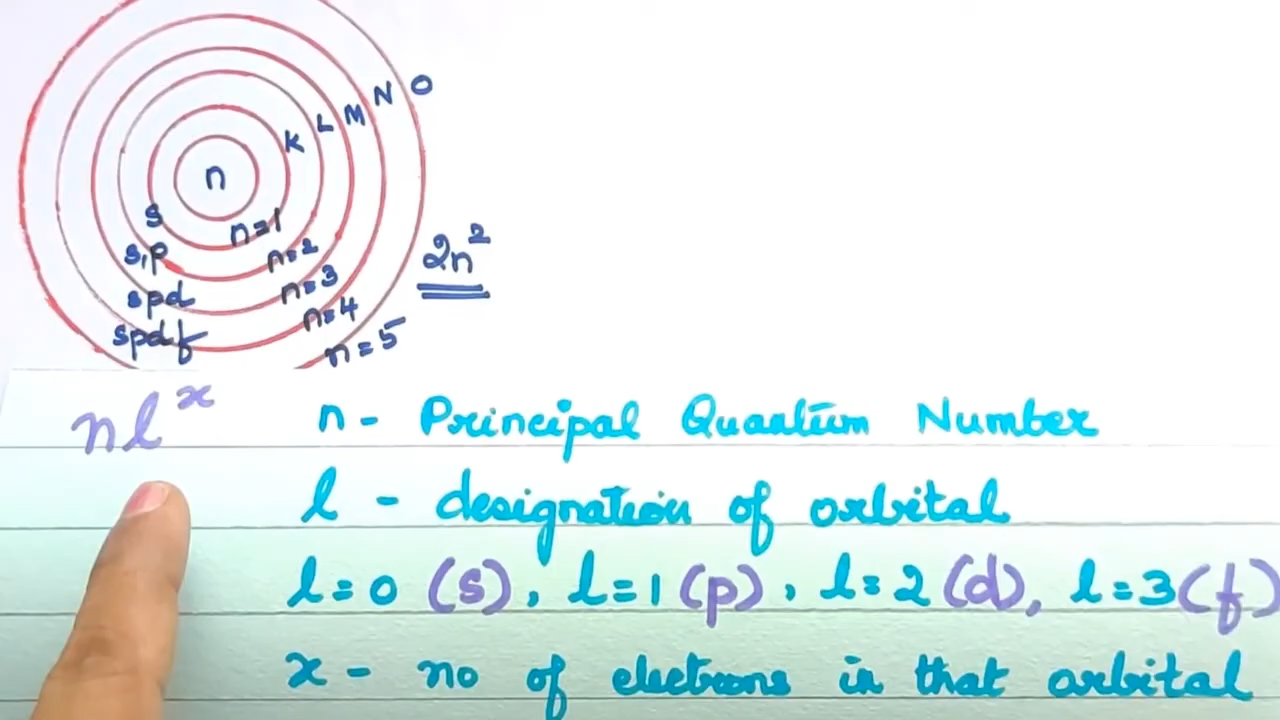 O
N
M
L
K
n
s
n=1
s,p
n=2
2n²
spd
n=3
spdf
n=4
n=5
nlˣ
n - Principal Quantum Number
l - designation of orbital
l=0 (s), l=1 (p), l=2 (d), l=3 (f)
x - no of electrons in that orbital